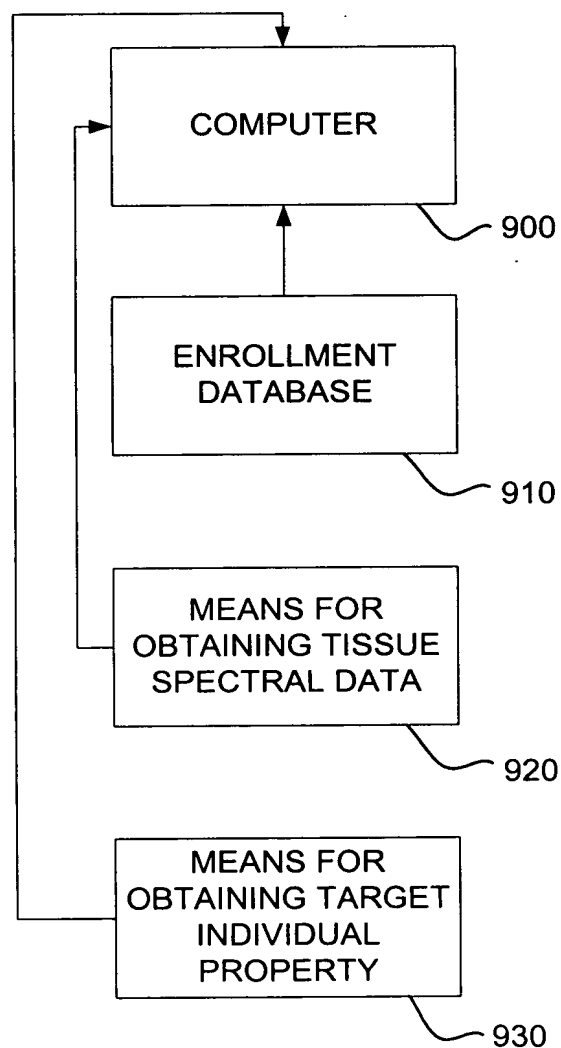 COMPUTER
900
ENROLLMENT
DATABASE
910
MEANS FOR
OBTAINING TISSUE
SPECTRAL DATA
920
MEANS FOR
OBTAINING TARGET
INDIVIDUAL
PROPERTY
930